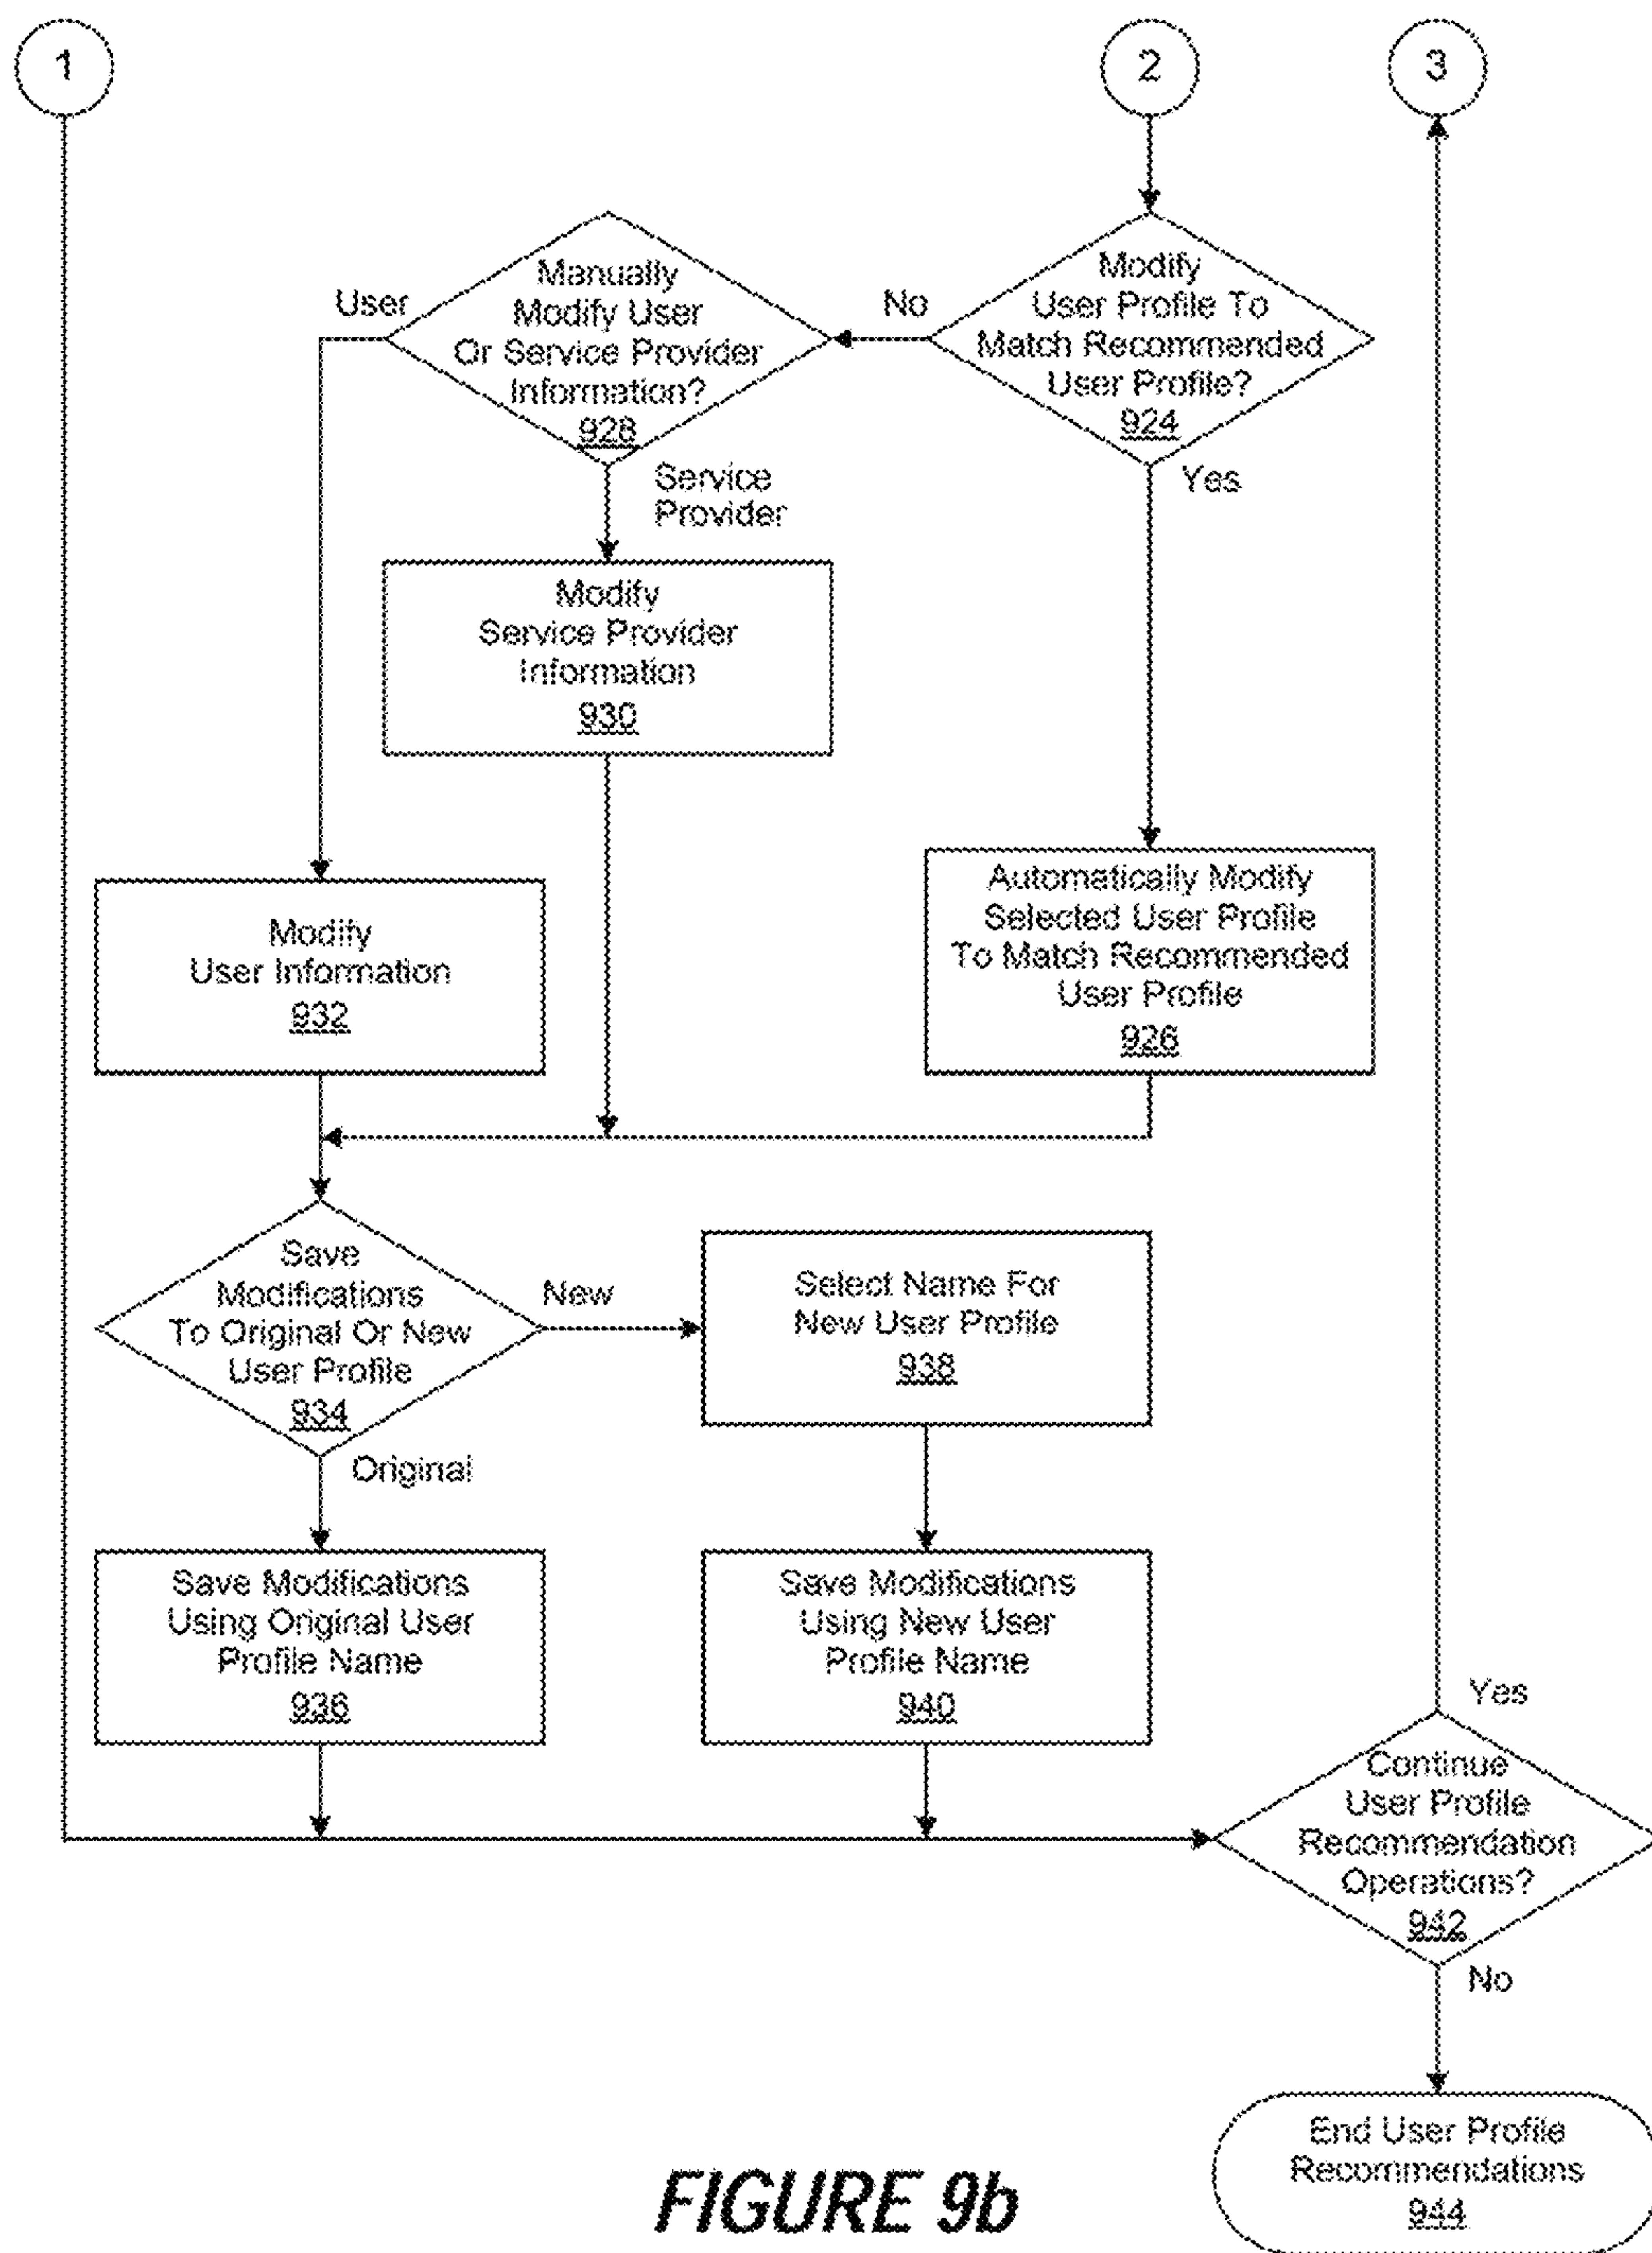 1
2
3
Modify
User Profile To
Match Recommended
User Profile?
924
No
Yes
Manually
Modify User
Or Service Provider
Information?
928
User
Service
Provider
Modify
Service Provider
Information
930
Modify
User Information
932
Automatically Modify
Selected User Profile
To Match Recommended
User Profile
926
Save
Modifications
To Original Or New
User Profile
934
New
Original
Select Name For
New User Profile
938
Save Modifications
Using Original User
Profile Name
936
Save Modifications
Using New User
Profile Name
940
Yes
Continue
User Profile
Recommendation
Operations?
942
No
End User Profile
Recommendations
944
FIGURE 9b